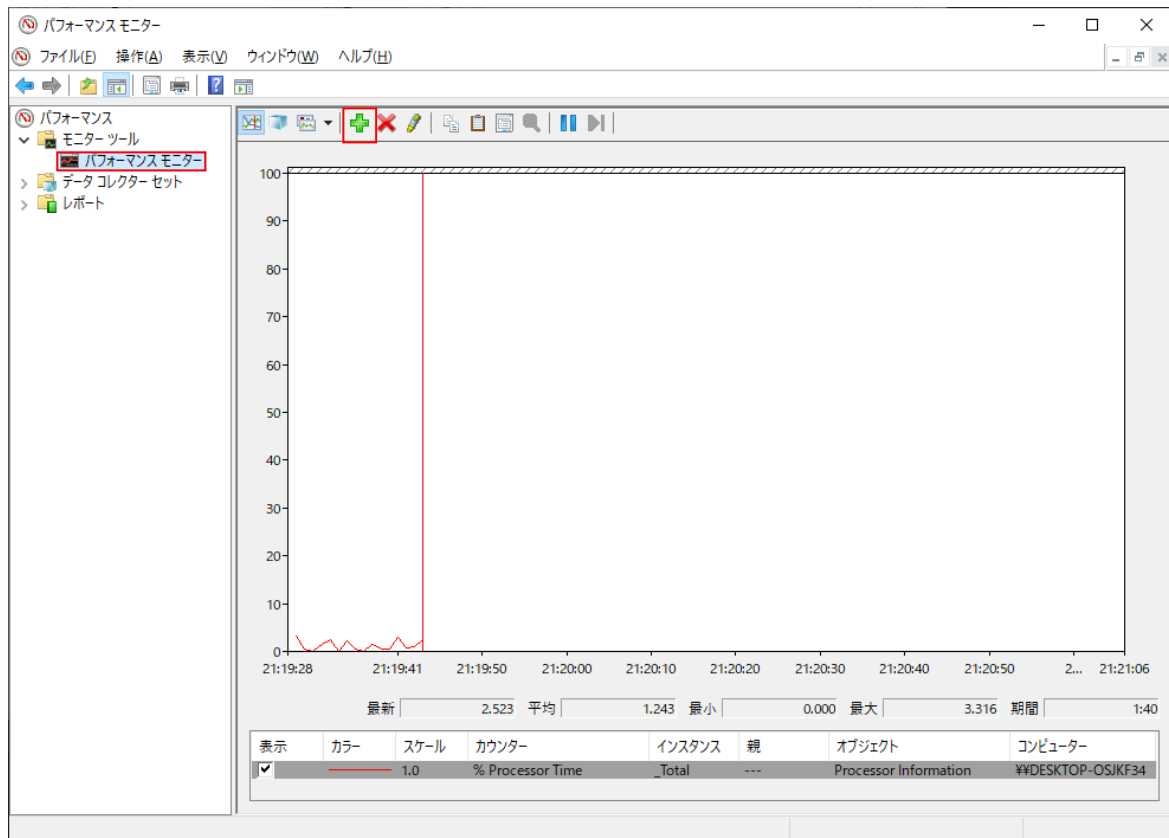 パフォーマンス モニター
ファイル(F) 操作(A) 表示(V) ウィンドウ(W) ヘルプ(H)
パフォーマンス
モニター ツール
パフォーマンス モニター
データ コレクター セット
レポート
100
90
80
70
60
50
40
30
20
10
0
21:19:28 21:19:41 21:19:50 21:20:00 21:20:10 21:20:20 21:20:30 21:20:40 21:20:50 2... 21:21:06
最新 2.523 平均 1.243 最小 0.000 最大 3.316 期間 1:40
表示 カラー スケール カウンター インスタンス 親 オブジェクト コンピューター
1.0 % Processor Time _Total --- Processor Information ¥¥DESKTOP-OSJKF34